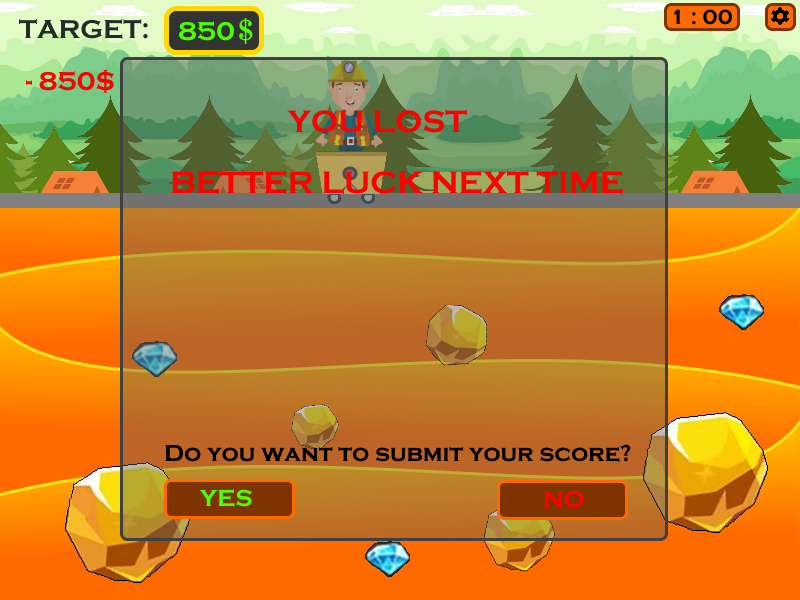 TARGET: 850$
1 : 00
- 850$
YOU LOST
BETTER LUCK NEXT TIME
DO YOU WANT TO SUBMIT YOUR SCORE?
YES NO